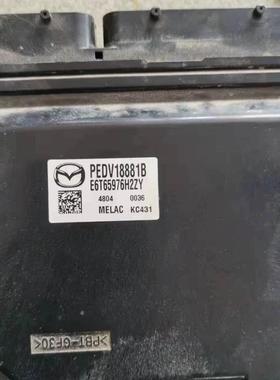 PEDV18881B
E6T65976H2ZY
4804 0036
MELAC KC431
>PBT-GF30<